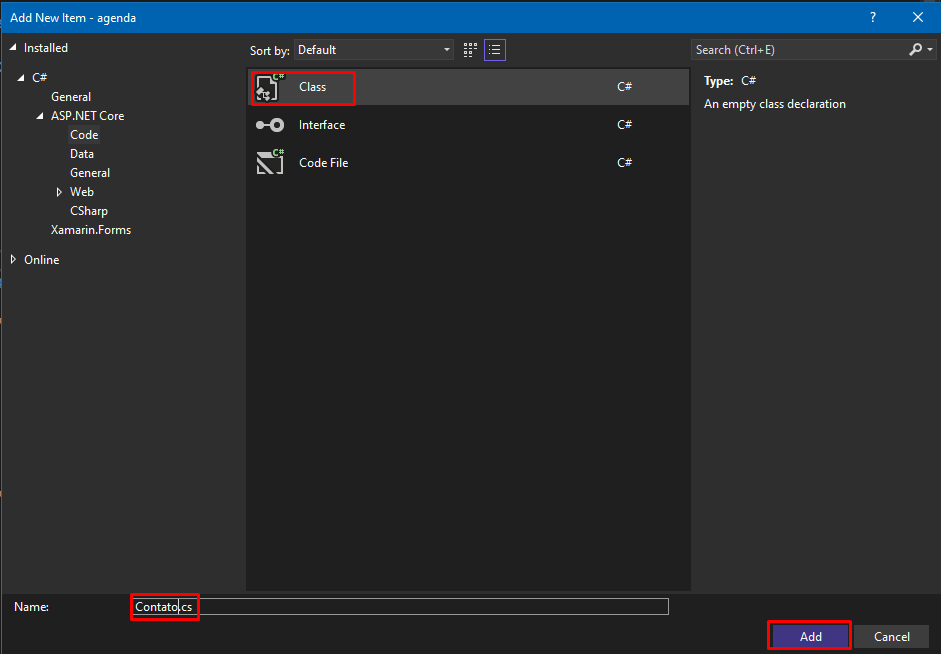 Add New Item - agenda
?
Installed
C#
General
ASP.NET Core
Code
Data
General
Web
CSharp
Xamarin.Forms
Online
Sort by: Default
Class C#
Interface C#
Code File C#
Search (Ctrl+E)
Type: C#
An empty class declaration
Name: Contato.cs
Add Cancel